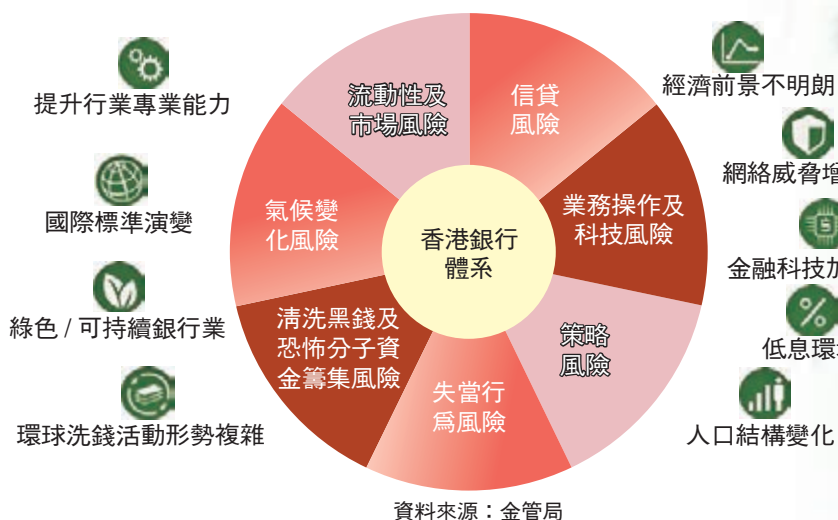 提升行業專業能力
國際標準演變
綠色 / 可持續銀行業
環球洗錢活動形勢複雜
流動性及
市場風險
信貸
風險
業務操作及
科技風險
策略
風險
失當行
為風險
清洗黑錢及
恐怖分子資
金籌集風險
氣候變
化風險
香港銀行
體系
經濟前景不明朗
網絡威脅增
金融科技加
低息環
人口結構變化
資料來源：金管局